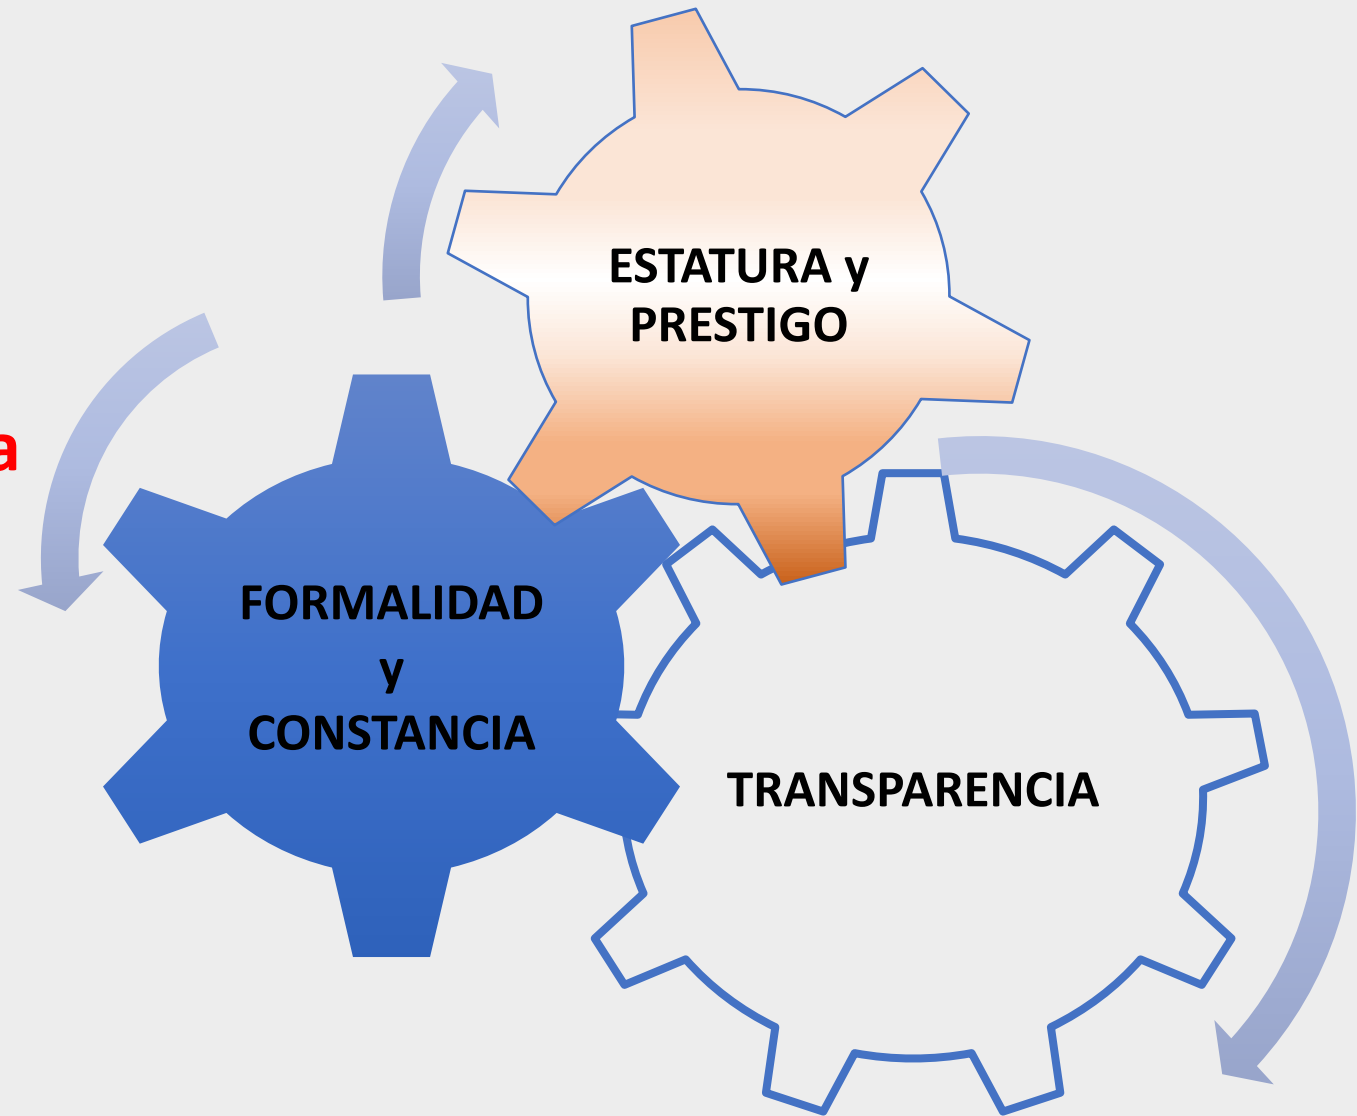 ESTATURA y
PRESTIGO
a
FORMALIDAD
y
CONSTANCIA
TRANSPARENCIA